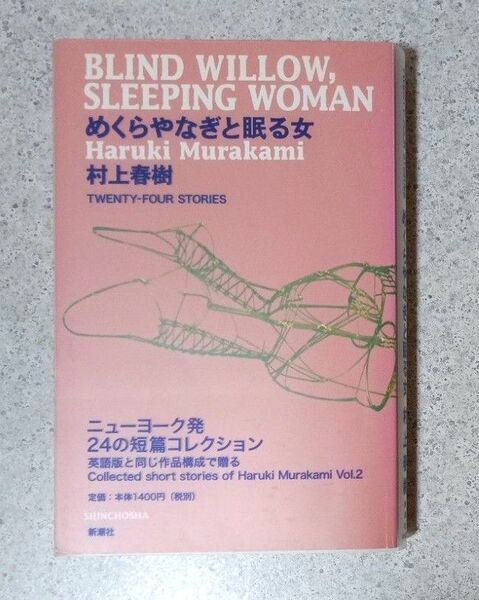 BLIND WILLOW,
SLEEPING WOMAN
めくらやなぎと眠る女
Haruki Murakami
村上春樹
TWENTY-FOUR STORIES
ニューヨーク発
24の短篇コレクション
英語版と同じ作品構成で贈る
Collected short stories of Haruki Murakami Vol.2
定価：本体1400円（税別）
SHINCHOSHA
新潮社